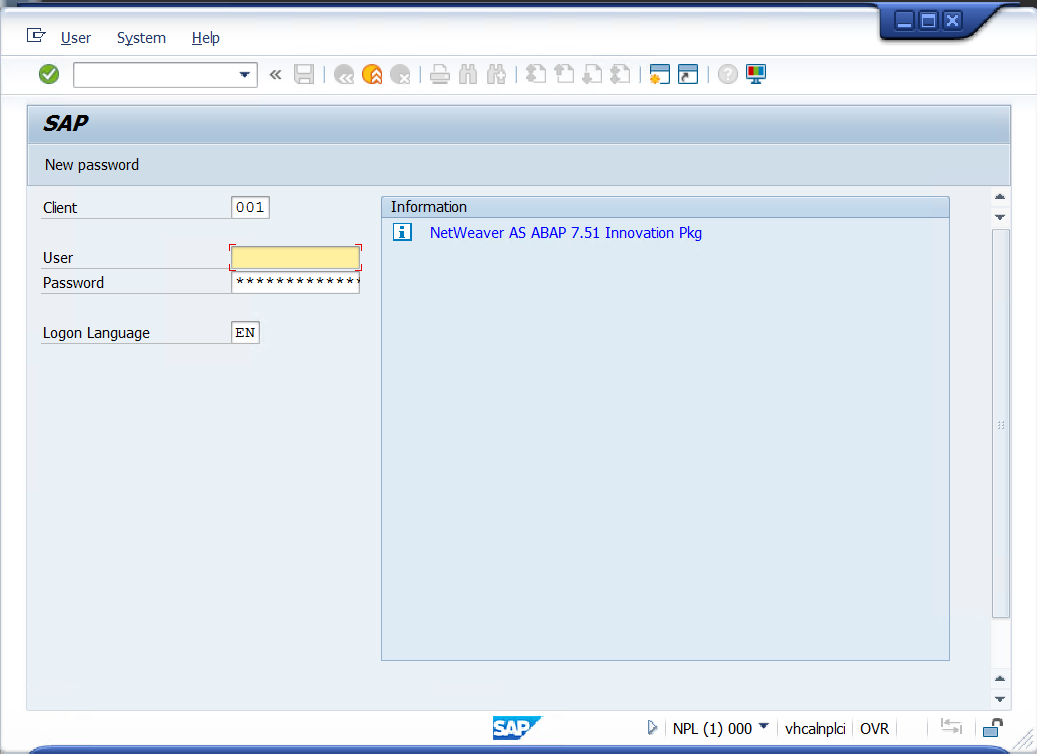 User System Help
SAP
New password
Client 001
Information
NetWeaver AS ABAP 7.51 Innovation Pkg
User
Password *************
Logon Language EN
SAP
NPL (1) 000 vhcalnplci OVR